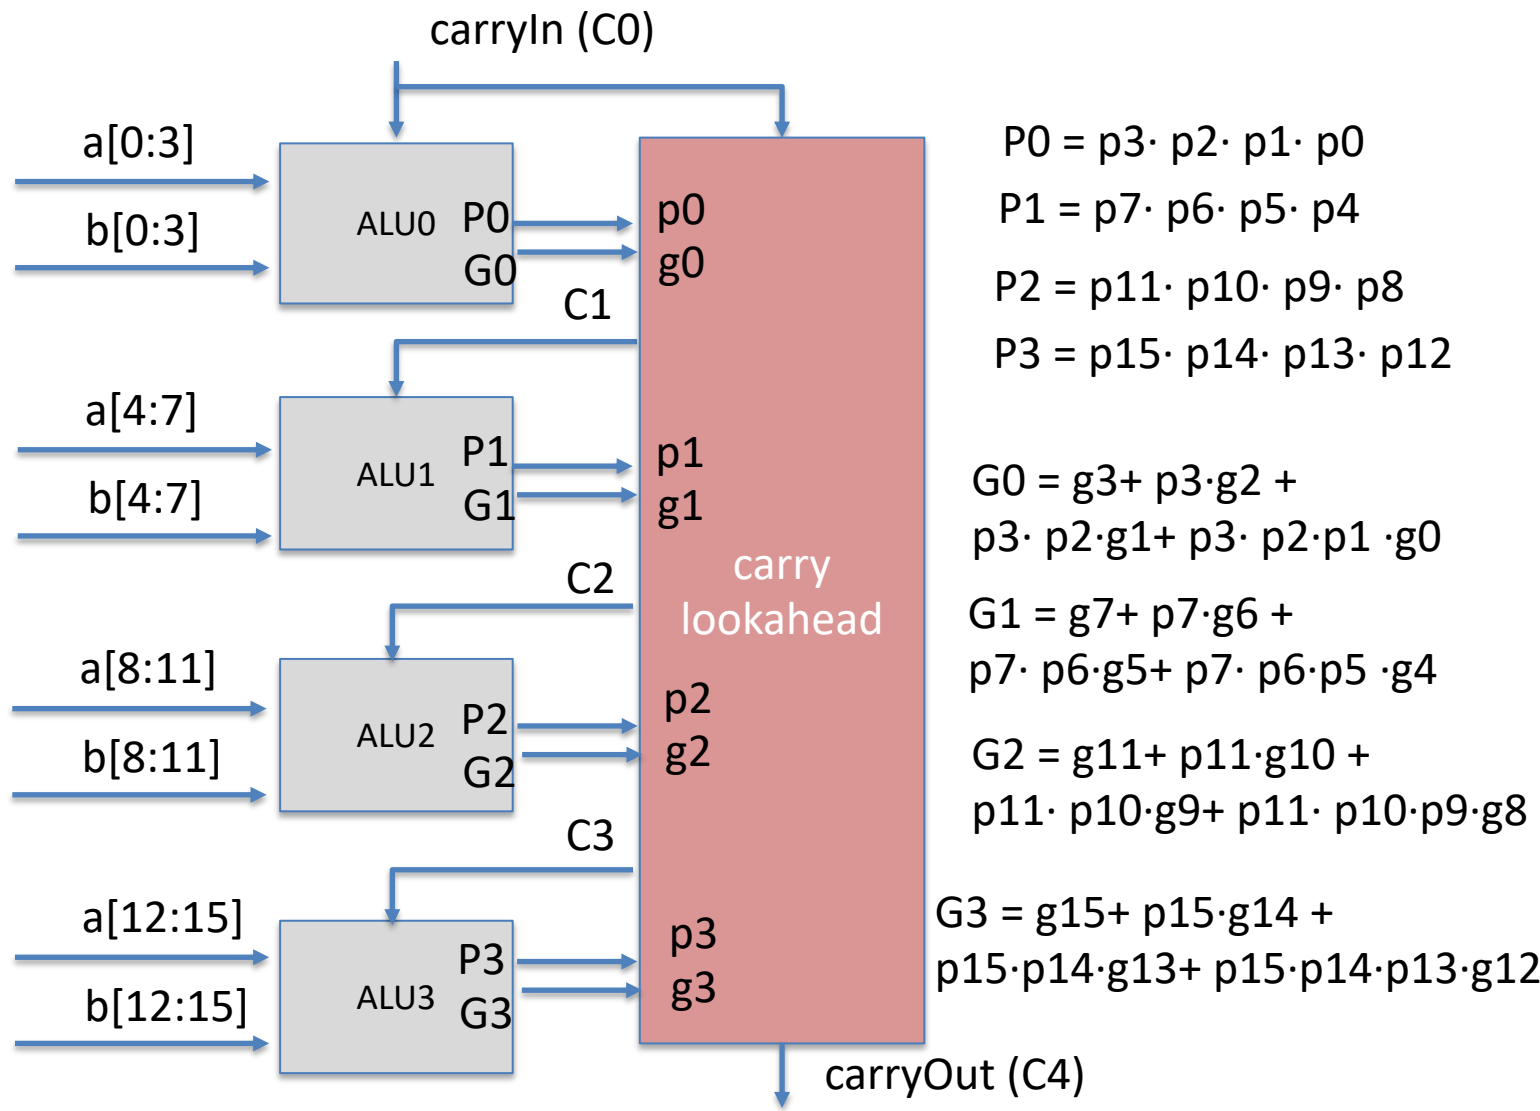 carryIn (C0)
a[0:3]
b[0:3]
ALU0
P0
G0
p0
g0
C1
a[4:7]
b[4:7]
ALU1
P1
G1
p1
g1
C2
carry
lookahead
a[8:11]
b[8:11]
ALU2
P2
G2
p2
g2
C3
a[12:15]
b[12:15]
ALU3
P3
G3
p3
g3
carryOut (C4)
P0 = p3· p2· p1· p0
P1 = p7· p6· p5· p4
P2 = p11· p10· p9· p8
P3 = p15· p14· p13· p12
G0 = g3+ p3·g2 +
p3· p2·g1+ p3· p2·p1 ·g0
G1 = g7+ p7·g6 +
p7· p6·g5+ p7· p6·p5 ·g4
G2 = g11+ p11·g10 +
p11· p10·g9+ p11· p10·p9·g8
G3 = g15+ p15·g14 +
p15·p14·g13+ p15·p14·p13·g12